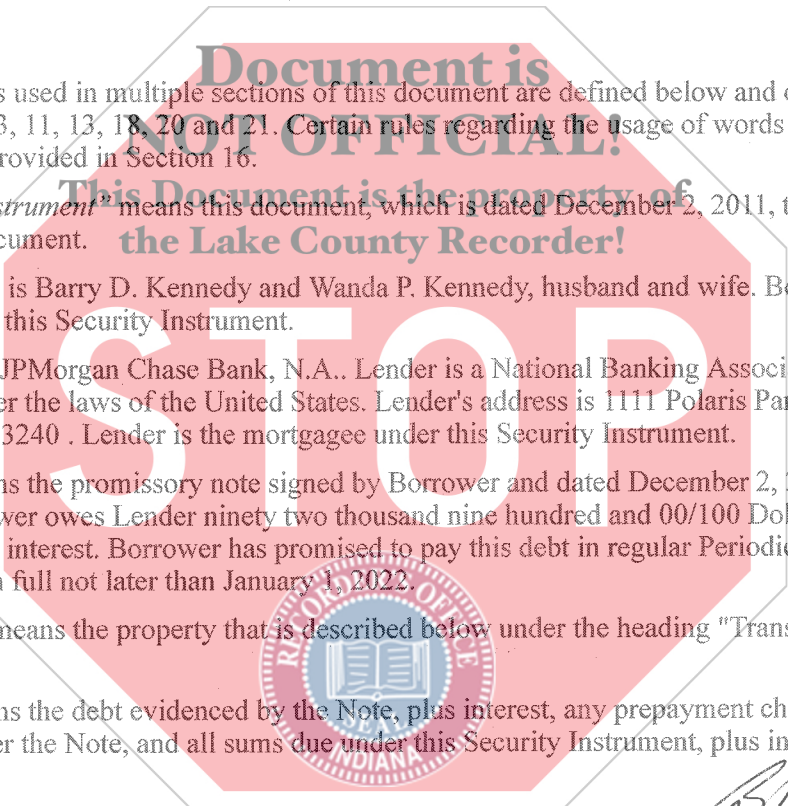 Document is
s used in multiple sections of this document are defined below and
3, 11, 13, 18, 20 and 21. Certain rules regarding the usage of words
NOT OFFICIAL!
rovided in Section 16.
This Document is the property of
strument" means this document, which is dated December 2, 2011, t
cument.
the Lake County Recorder!
is Barry D. Kennedy and Wanda P. Kennedy, husband and wife. B
this Security Instrument.
STOP
JPMorgan Chase Bank, N.A.. Lender is a National Banking Associ
er the laws of the United States. Lender's address is 1111 Polaris Par
3240 . Lender is the mortgagee under this Security Instrument.
ns the promissory note signed by Borrower and dated December 2,
wer owes Lender ninety two thousand nine hundred and 00/100 Dol
interest. Borrower has promised to pay this debt in regular Periodi
full not later than January 1, 2022.
means the property that is described below under the heading "Trans
ns the debt evidenced by the Note, plus interest, any prepayment ch
er the Note, and all sums due under this Security Instrument, plus in
RECORDER'S OFFICE
SEAL
INDIANA